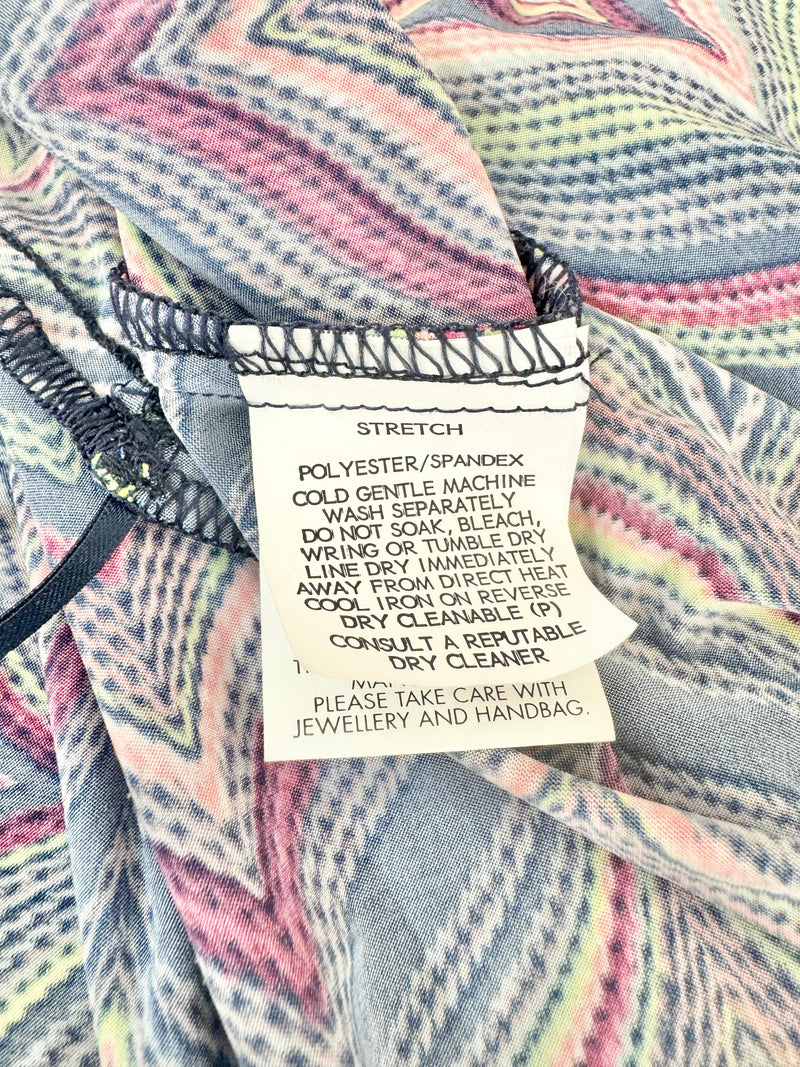 STRETCH
POLYESTER/SPANDEX
COLD GENTLE MACHINE
WASH SEPARATELY
DO NOT SOAK, BLEACH,
WRING OR TUMBLE DRY
LINE DRY IMMEDIATELY
AWAY FROM DIRECT HEAT
COOL IRON ON REVERSE
DRY CLEANABLE (P)
CONSULT A REPUTABLE
DRY CLEANER
PLEASE TAKE CARE WITH
JEWELLERY AND HANDBAG.